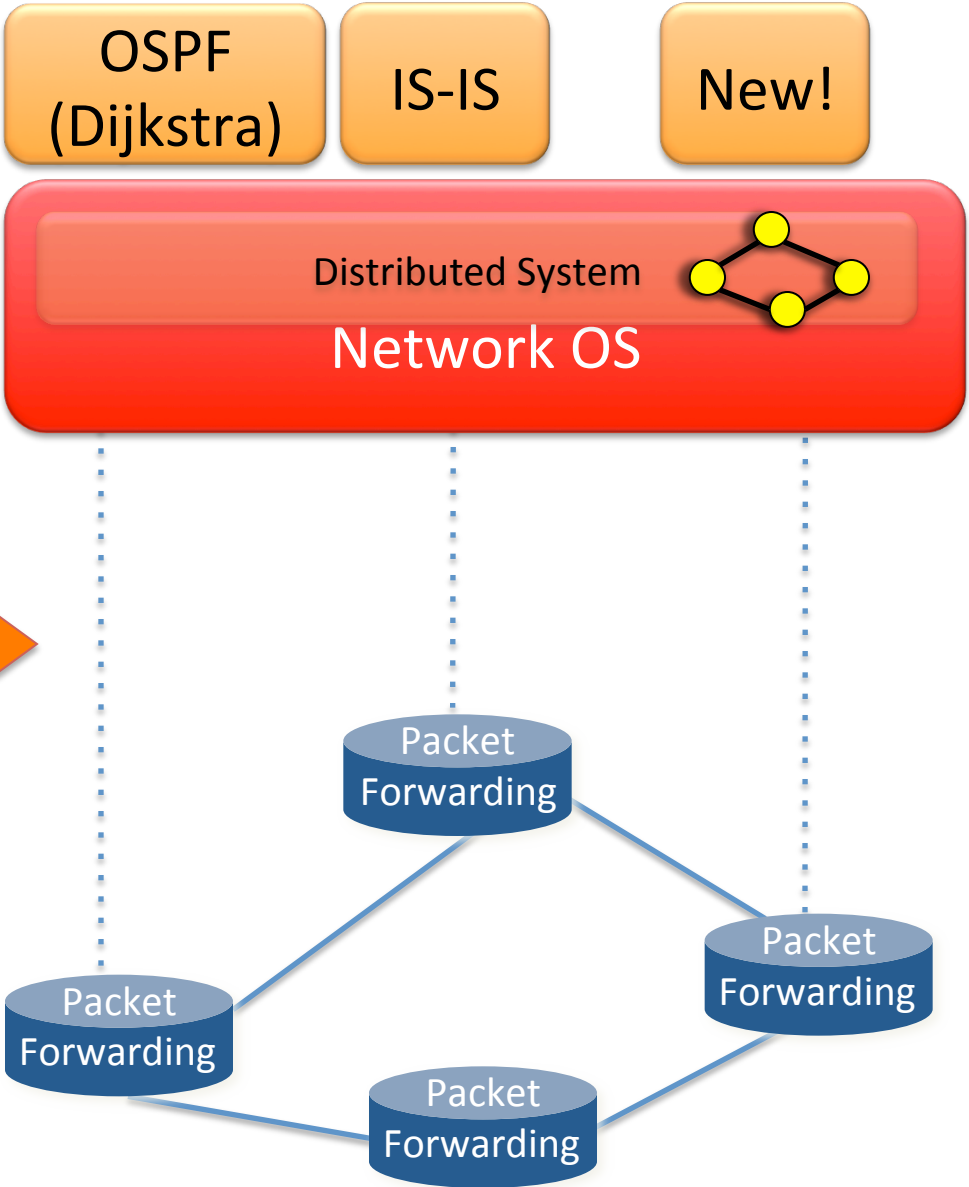 OSPF
(Dijkstra)
IS-IS
New!
Distributed System
Network OS
Packet
Forwarding
Packet
Forwarding
Packet
Forwarding
Packet
Forwarding